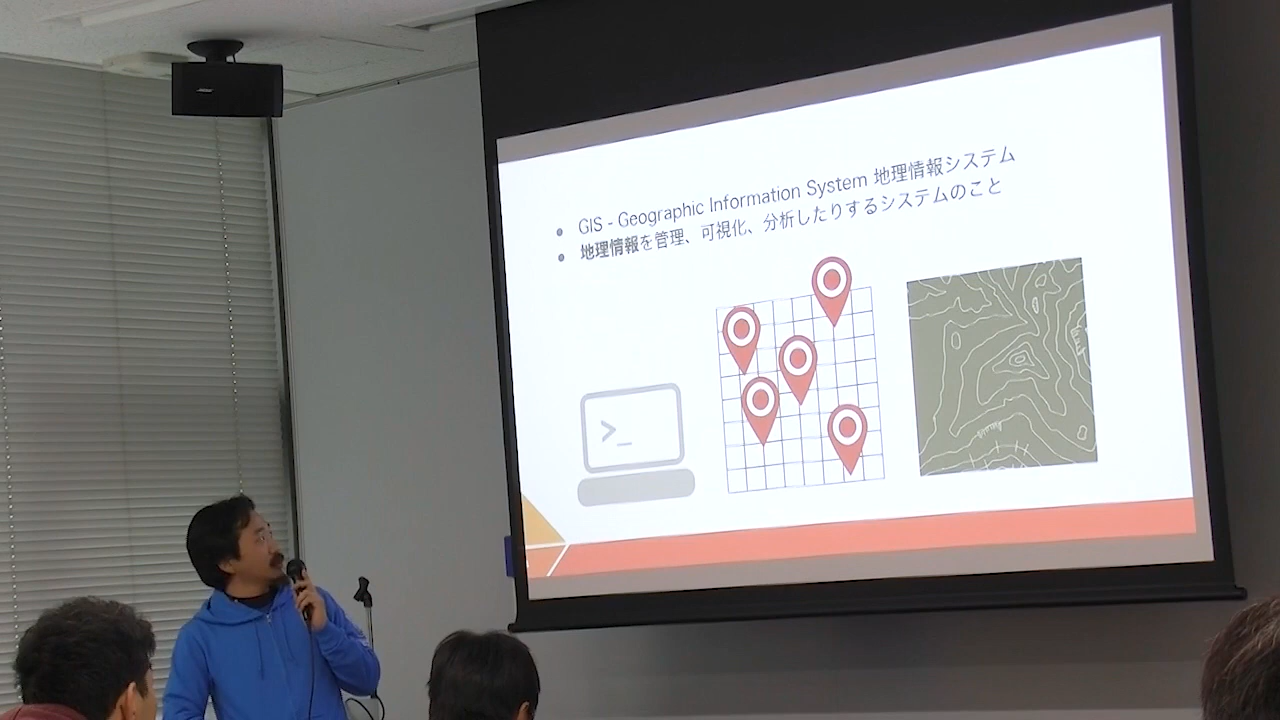 BOSE
GIS - Geographic Information System 地理情報システム
地理情報を管理、可視化、分析したりするシステムのこと
>_